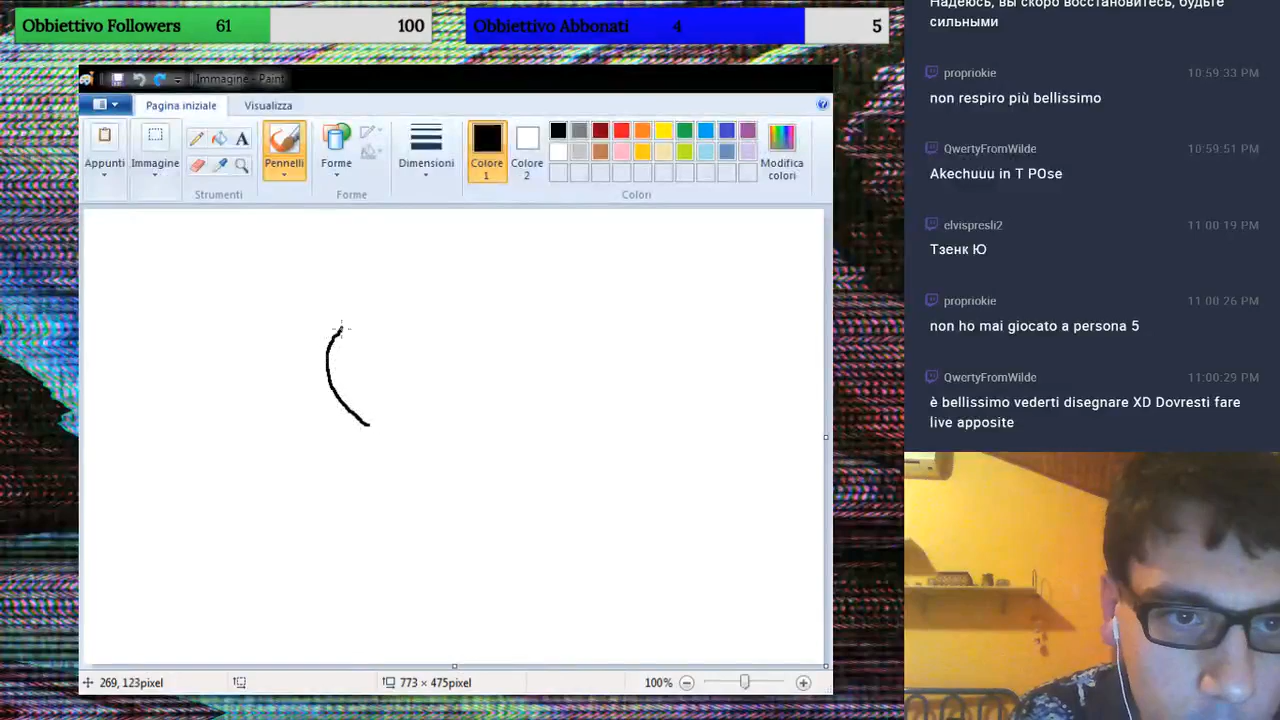 Obbiettivo Followers 61 100
Obbiettivo Abbonati 4 5
Immagine - Paint
Pagina iniziale Visualizza
Appunti
Immagine
Strumenti
Pennelli
Forme
Forme
Dimensioni
Colore 1
Colore 2
Modifica colori
Colori
269, 123pixel
773 × 475pixel
100%
Надеюсь, вы скоро восстановитесь, будьте
сильными
propriokie 10:59:33 PM
non respiro più bellissimo
QwertyFromWilde 10:59:51 PM
Akechuuu in T POse
elvispresli2 11:00:19 PM
Тзенк Ю
propriokie 11:00:26 PM
non ho mai giocato a persona 5
QwertyFromWilde 11:00:29 PM
è bellissimo vederti disegnare XD Dovresti fare
live apposite